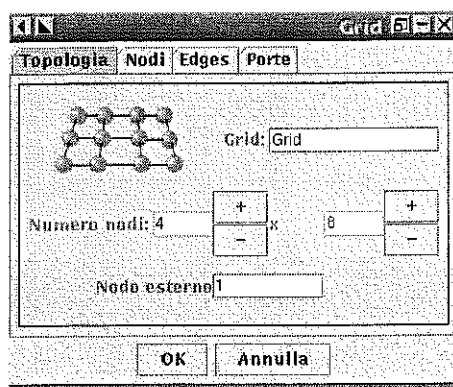 Grid
Topologia Nodi Edges Porte
Grid: Grid
Numero nodi: 4 + - x 8 + -
Nodo esterno 1
OK Annulla